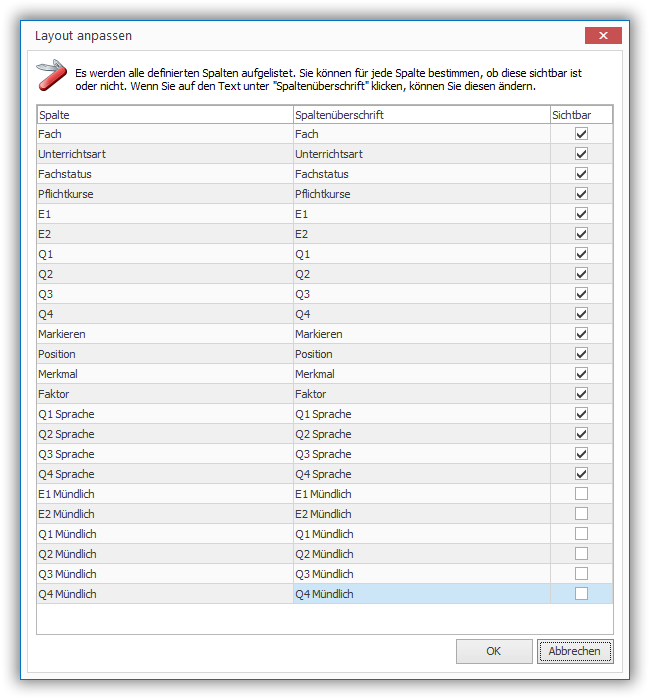 Layout anpassen
Es werden alle definierten Spalten aufgelistet. Sie können für jede Spalte bestimmen, ob diese sichtbar ist
oder nicht. Wenn Sie auf den Text unter "Spaltenüberschrift" klicken, können Sie diesen ändern.
Spalte Spaltenüberschrift Sichtbar
Fach Fach
Unterrichtsart Unterrichtsart
Fachstatus Fachstatus
Pflichtkurse Pflichtkurse
E1 E1
E2 E2
Q1 Q1
Q2 Q2
Q3 Q3
Q4 Q4
Markieren Markieren
Position Position
Merkmal Merkmal
Faktor Faktor
Q1 Sprache Q1 Sprache
Q2 Sprache Q2 Sprache
Q3 Sprache Q3 Sprache
Q4 Sprache Q4 Sprache
E1 Mündlich E1 Mündlich
E2 Mündlich E2 Mündlich
Q1 Mündlich Q1 Mündlich
Q2 Mündlich Q2 Mündlich
Q3 Mündlich Q3 Mündlich
Q4 Mündlich Q4 Mündlich
OK Abbrechen